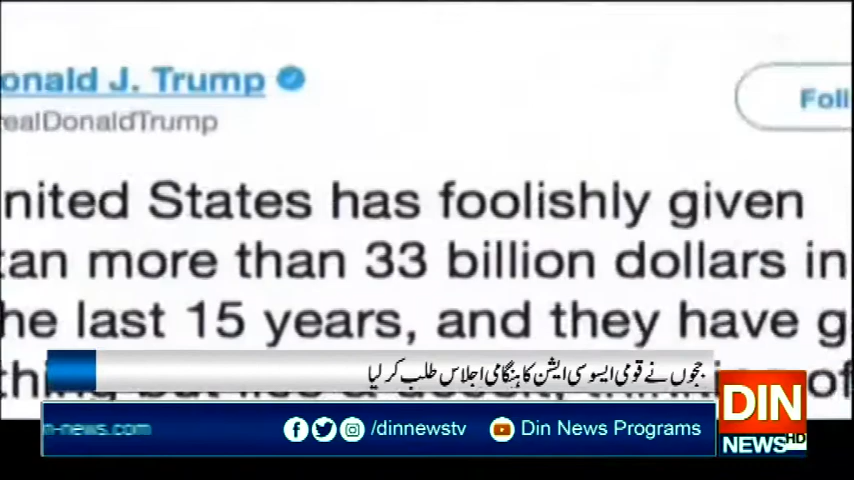 onald J. Trump
ealDonaldTrump
Foll
nited States has foolishly given
tan more than 33 billion dollars in
he last 15 years, and they have g
ججوں نے قومی ایسوسی ایشن کا ہنگامی اجلاس طلب کر لیا
n-news.com
/dinnewstv
Din News Programs
DIN
NEWS HD